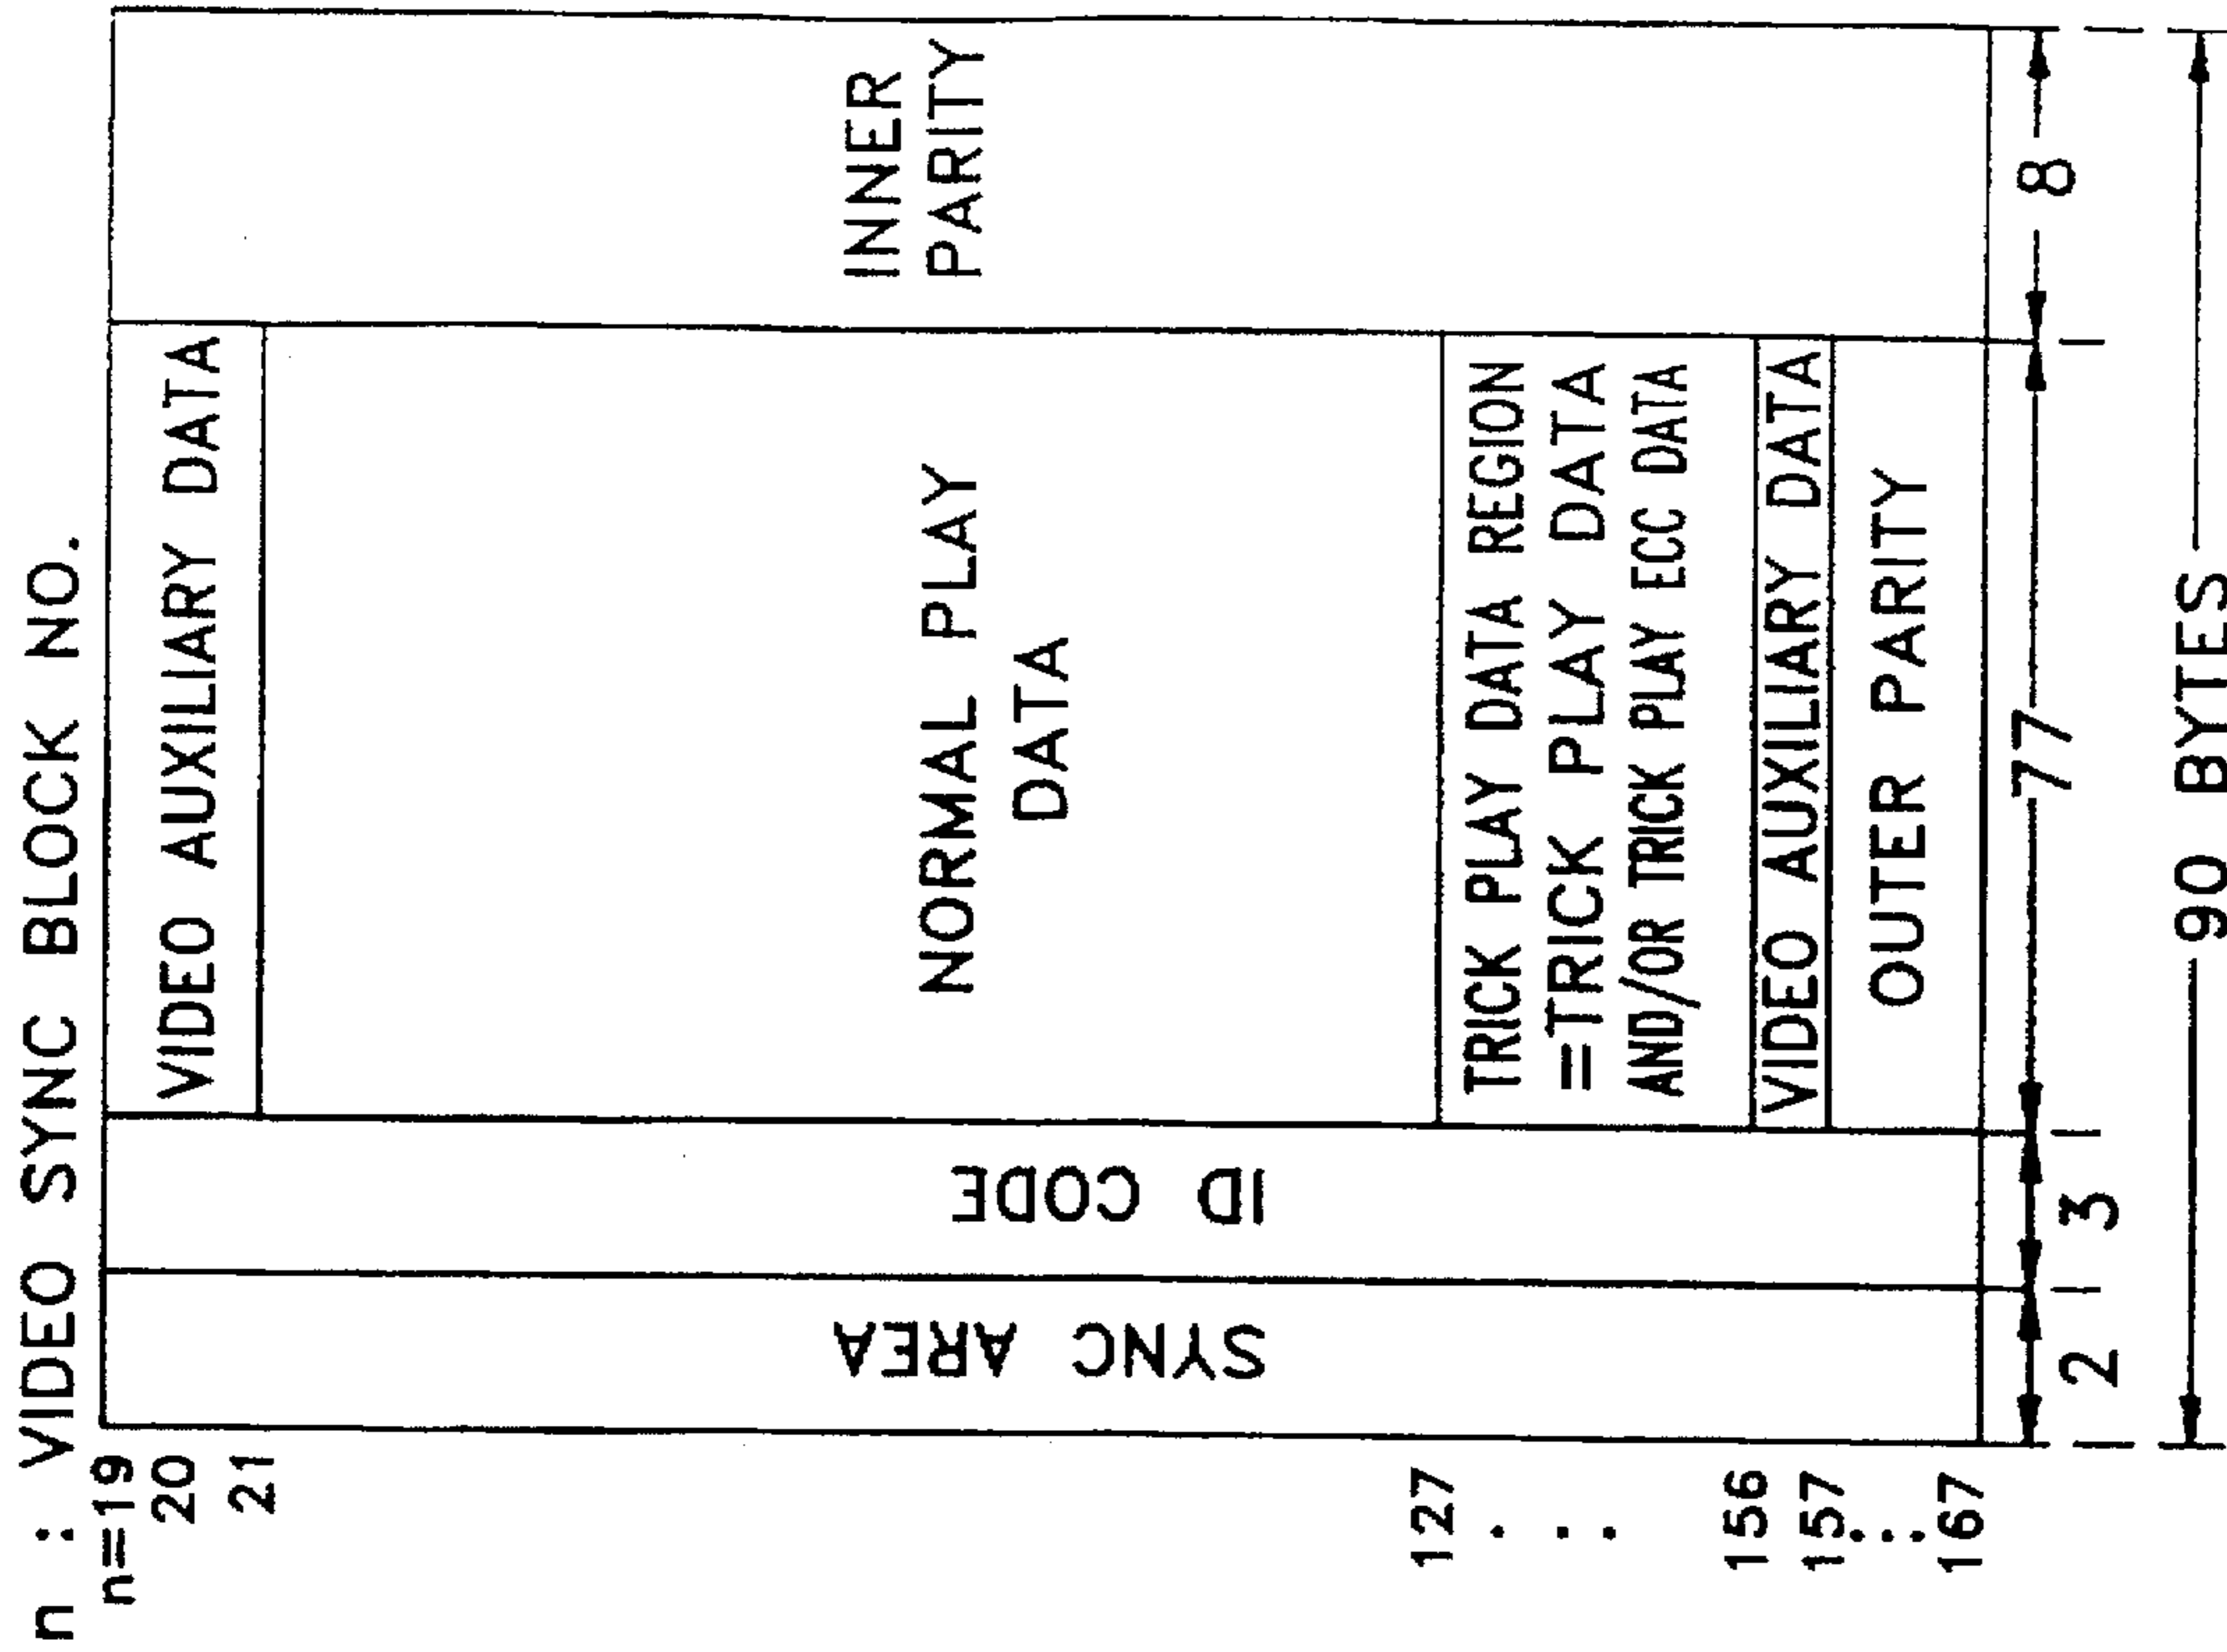 n : VIDEO SYNC BLOCK NO.
n=19
20
21
127
156
157
167
SYNC AREA
ID CODE
VIDEO AUXILIARY DATA
NORMAL PLAY
DATA
TRICK PLAY DATA REGION
=TRICK PLAY DATA
AND/OR TRICK PLAY ECC DATA
VIDEO AUXILIARY DATA
OUTER PARITY
INNER
PARITY
2
3
77
8
90 BYTES